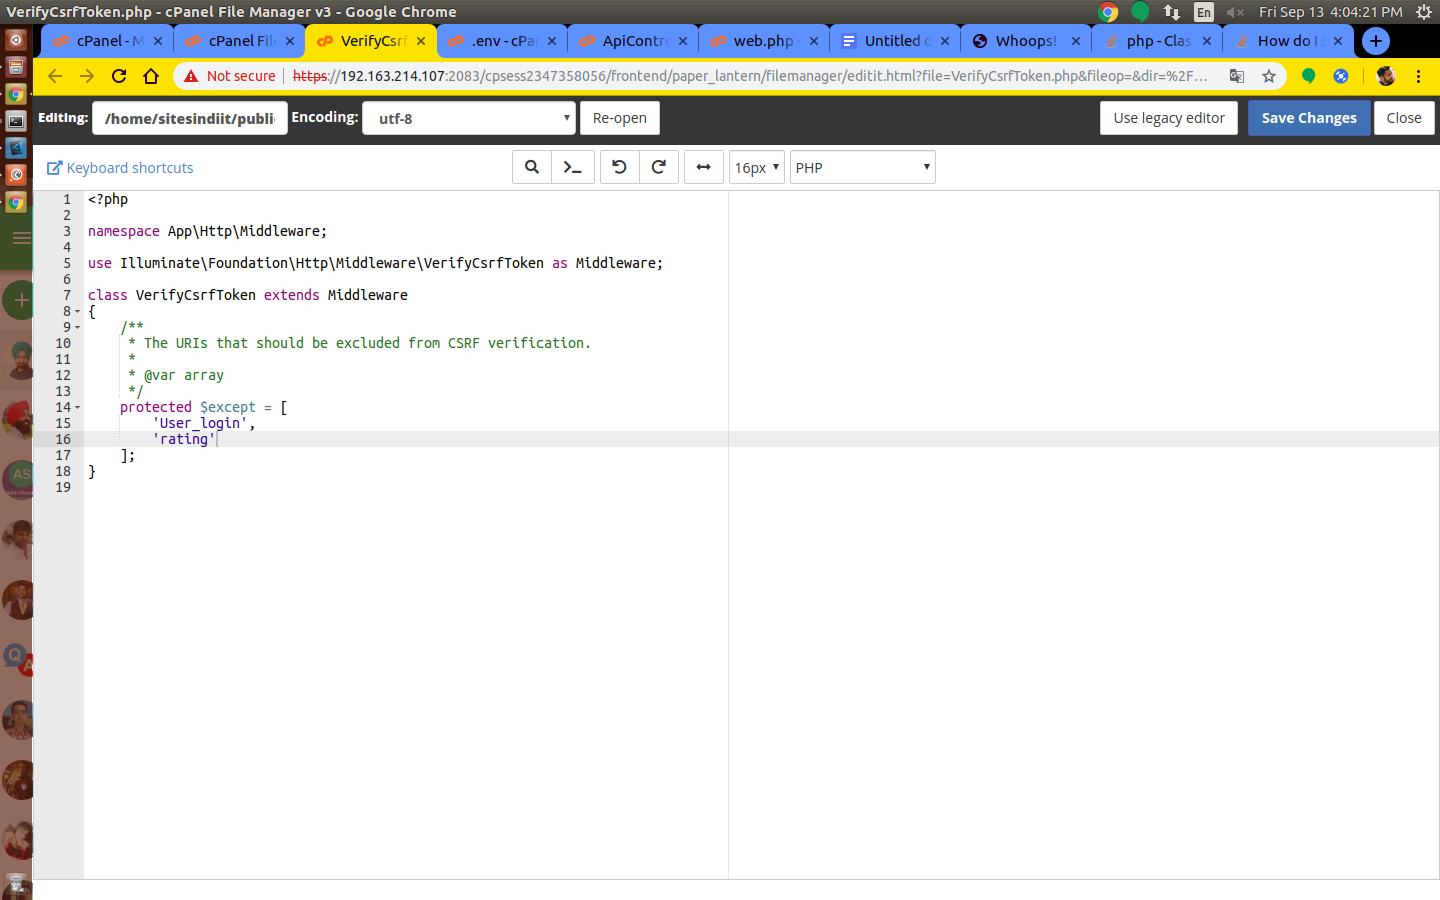 VerifyCsrfToken.php - cPanel File Manager v3 - Google Chrome
En
Fri Sep 13 4:04:21 PM
cPanel - M
cPanel File
VerifyCsrf
.env - cPan
ApiContro
web.php -
Untitled d
Whoops!
php - Clas
How do I s
Not secure
https://192.163.214.107:2083/cpsess2347358056/frontend/paper_lantern/filemanager/editit.html?file=VerifyCsrfToken.php&fileop=&dir=%2F...
Editing:
/home/sitesindiit/public
Encoding:
utf-8
Re-open
Use legacy editor
Save Changes
Close
Keyboard shortcuts
16px
PHP
1 <?php
2
3 namespace App\Http\Middleware;
4
5 use Illuminate\Foundation\Http\Middleware\VerifyCsrfToken as Middleware;
6
7 class VerifyCsrfToken extends Middleware
8 {
9 /**
10 * The URIs that should be excluded from CSRF verification.
11 *
12 * @var array
13 */
14 protected $except = [
15 'User_login',
16 'rating'
17 ];
18 }
19
AS
Q
A